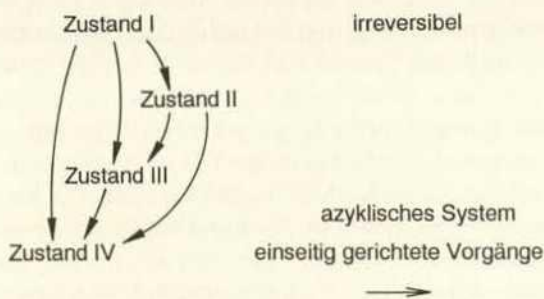 Zustand I
irreversibel
Zustand II
Zustand III
azyklisches System
Zustand IV
einseitig gerichtete Vorgänge